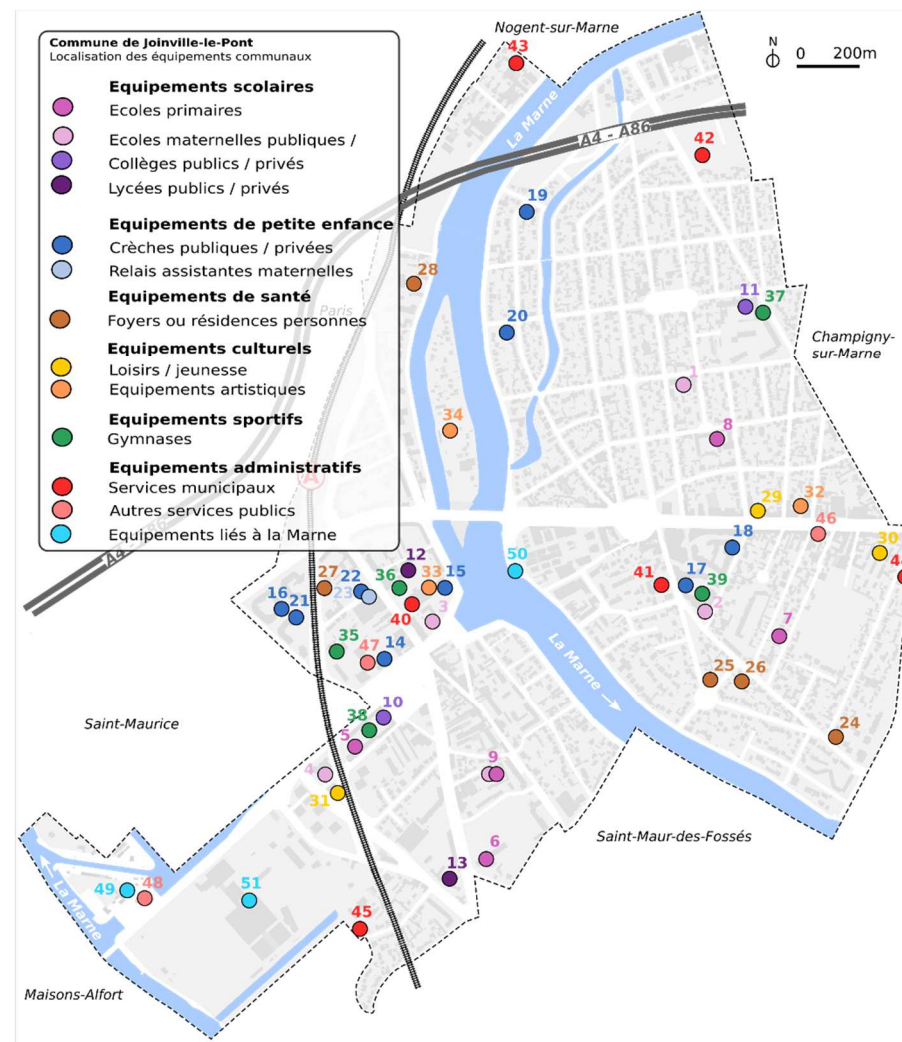 Commune de Joinville-le-Pont
Localisation des équipements communaux
Equipements scolaires
Ecoles primaires
Ecoles maternelles publiques /
Collèges publics / privés
Lycées publics / privés
Equipements de petite enfance
Crèches publiques / privées
Relais assistantes maternelles
Equipements de santé
Foyers ou résidences personnes
Equipements culturels
Loisirs / jeunesse
Equipements artistiques
Equipements sportifs
Gymnases
Equipements administratifs
Services municipaux
Autres services publics
Equipements liés à la Marne
Nogent-sur-Marne
N
0 200m
43
La Marne
A4 - A86
42
19
28
Paris
11 37
20
Champigny-
sur-Marne
1
8
34
A
29 32
46
18
30
A4 - A86
12
50
44
27 22 36 33 15
23
41 17 39
16 21
40 3
2
7
35 47 14
La Marne
25 26
10
Saint-Maurice
38
24
5
4
9
31
Saint-Maur-des-Fossés
6
13
La Marne
49 48
51
45
Maisons-Alfort